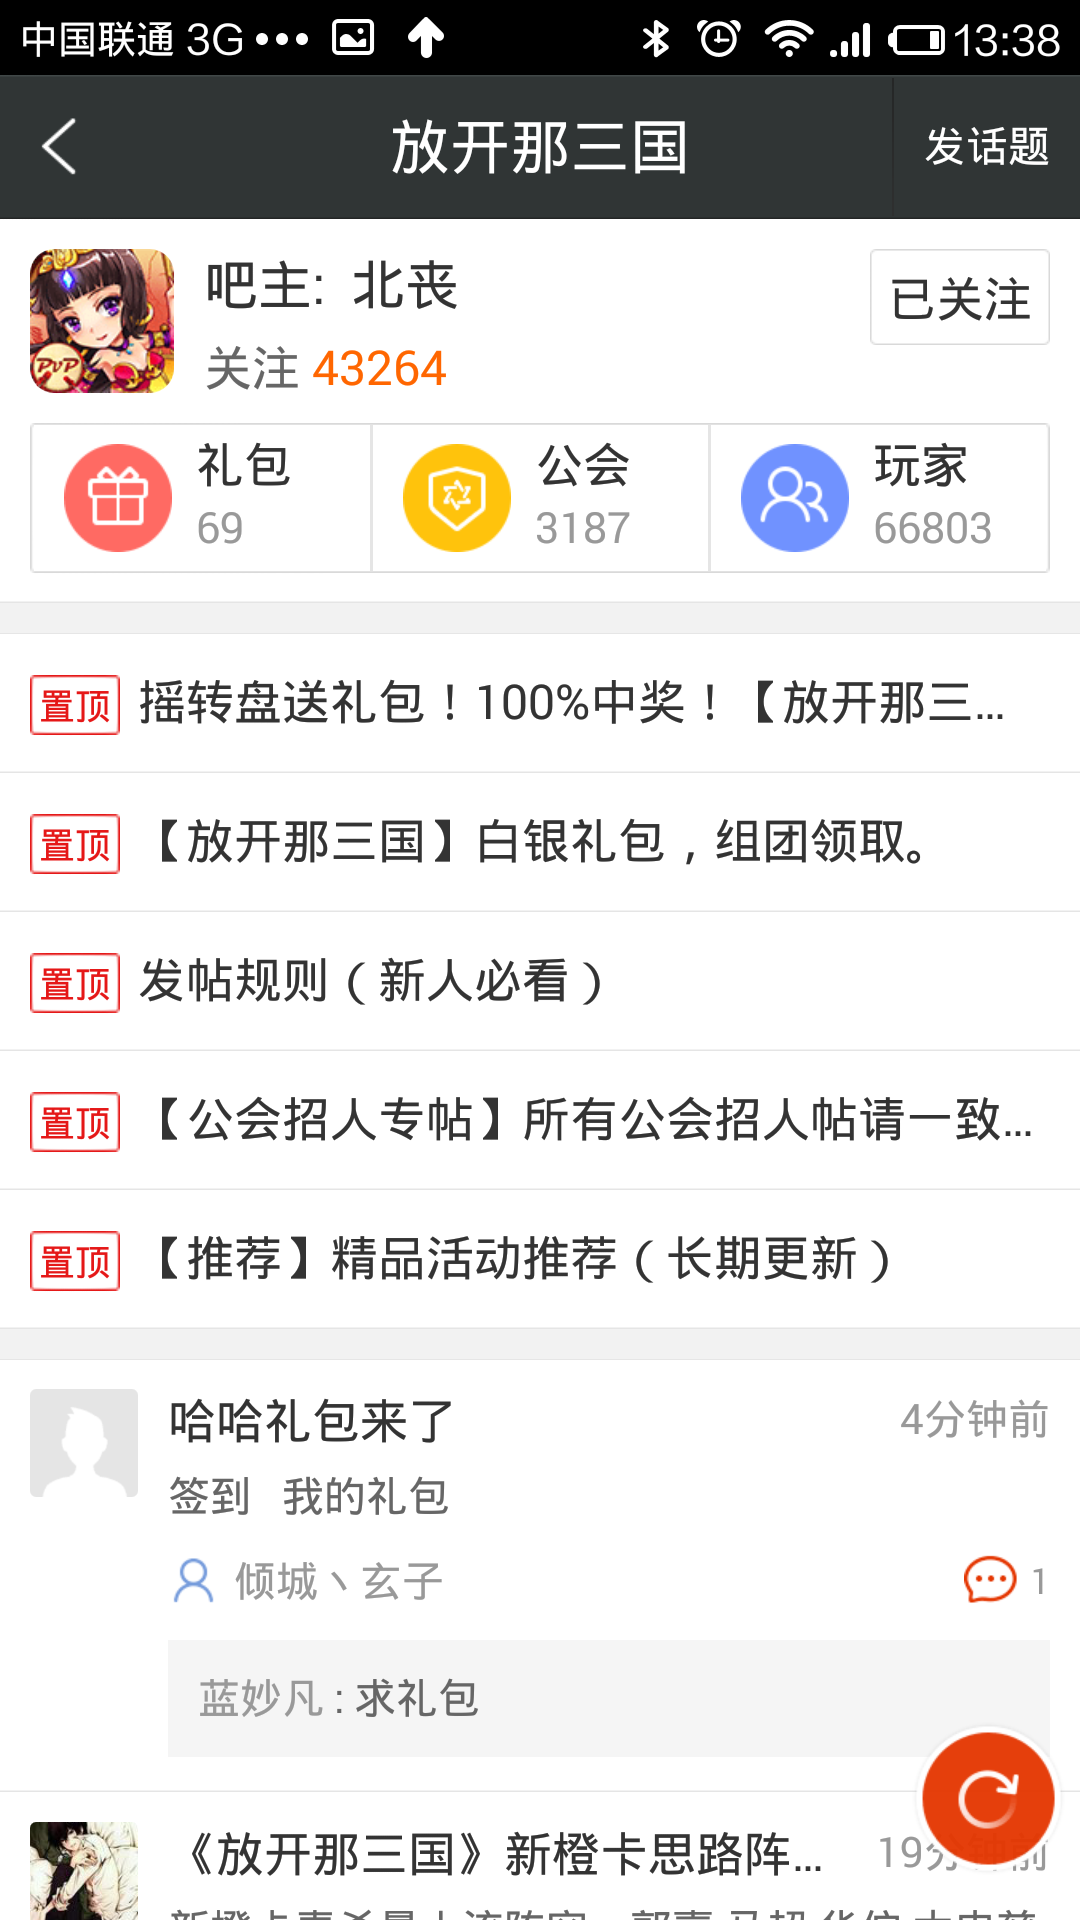 中国联通 3G 13:38
放开那三国
发话题
吧主: 北丧
已关注
关注 43264
PVP
礼包
69
公会
3187
玩家
66803
置顶 摇转盘送礼包！100%中奖！【放开那三...
置顶 【放开那三国】白银礼包，组团领取。
置顶 发帖规则（新人必看）
置顶 【公会招人专帖】所有公会招人帖请一致...
置顶 【推荐】精品活动推荐（长期更新）
哈哈礼包来了 4分钟前
签到 我的礼包
倾城丶玄子 1
蓝妙凡 : 求礼包
《放开那三国》新橙卡思路阵... 19分钟前